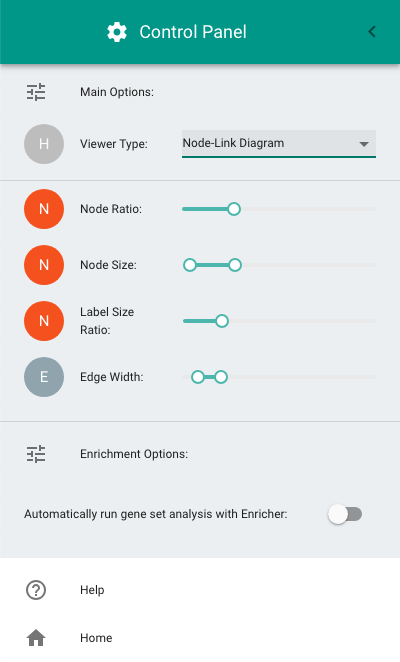 Control Panel
Main Options:
H
Viewer Type:
Node-Link Diagram
N
Node Ratio:
N
Node Size:
N
Label Size
Ratio:
E
Edge Width:
Enrichment Options:
Automatically run gene set analysis with Enricher:
Help
Home